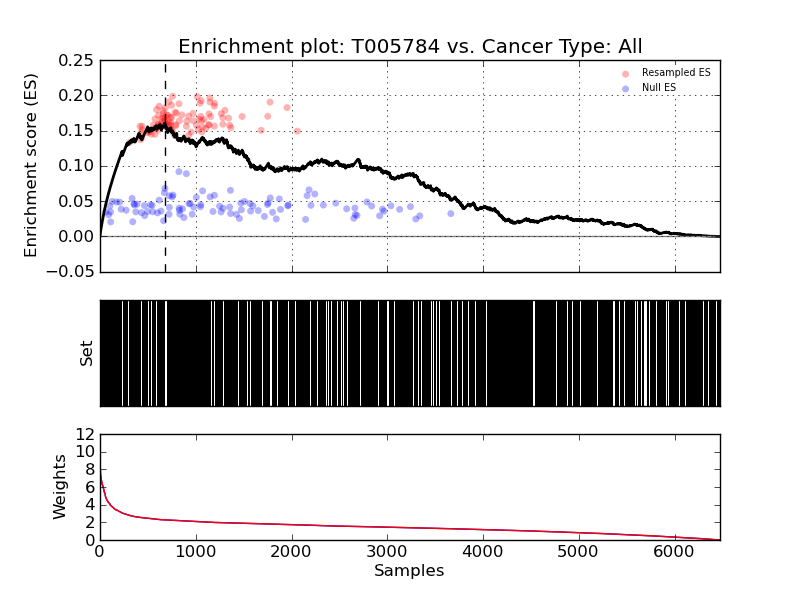 Enrichment plot: T005784 vs. Cancer Type: All
Enrichment score (ES)
0.25
0.20
0.15
0.10
0.05
0.00
−0.05
Resampled ES
Null ES
Set
Weights
12
10
8
6
4
2
0
0 1000 2000 3000 4000 5000 6000
Samples